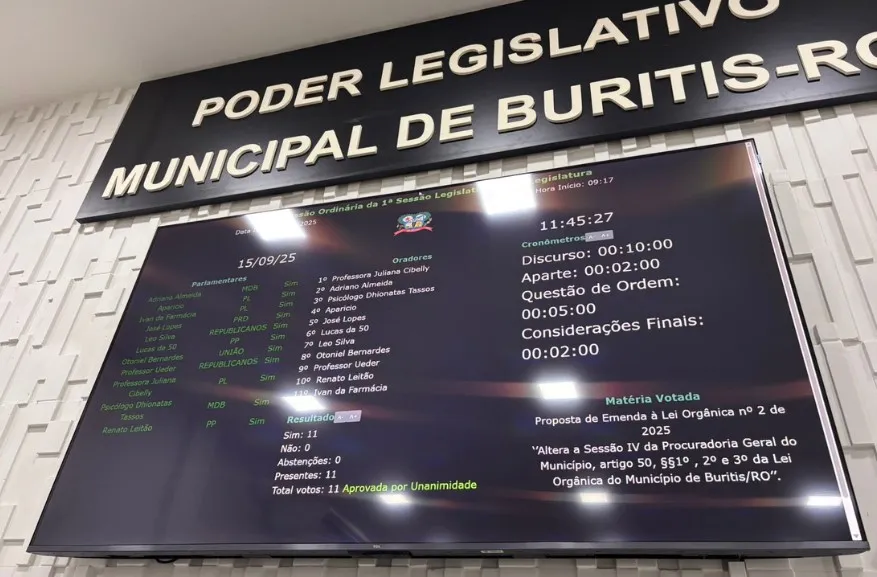 PODER LEGISLATIVO
MUNICIPAL DE BURITIS-RO
Ordinária da 1ª Sessão
Hora Início: 09:17
2025
15/09/25
11:45:27
Parlamentares
Adriano Almeida MDB Sim
Aparicio PL Sim
Ivan da Farmácia PL Sim
José Lopes PRD Sim
Leo Silva REPUBLICANOS Sim
Lucas da 50 PP Sim
Otoniel Bernardes UNIÃO Sim
Professor Ueder REPUBLICANOS Sim
Professora Juliana PL Sim
Cibelly
Psicólogo Dhionatas MDB Sim
Tassos
Renato Leitão PP Sim
Oradores
1º Professora Juliana Cibelly
2º Adriano Almeida
3º Psicólogo Dhionatas Tassos
4º Aparicio
5º José Lopes
6º Lucas da 50
7º Leo Silva
8º Otoniel Bernardes
9º Professor Ueder
10º Renato Leitão
11º Ivan da Farmácia
Resultado A- A+
Sim: 11
Não: 0
Abstenções: 0
Presentes: 11
Total votos: 11 Aprovada por Unanimidade
Cronômetros A- A+
Discurso: 00:10:00
Aparte: 00:02:00
Questão de Ordem:
00:05:00
Considerações Finais:
00:02:00
Matéria Votada
Proposta de Emenda à Lei Orgânica nº 2 de
2025
"Altera a Sessão IV da Procuradoria Geral do
Município, artigo 50, §§1º , 2º e 3º da Lei
Orgânica do Município de Buritis/RO".